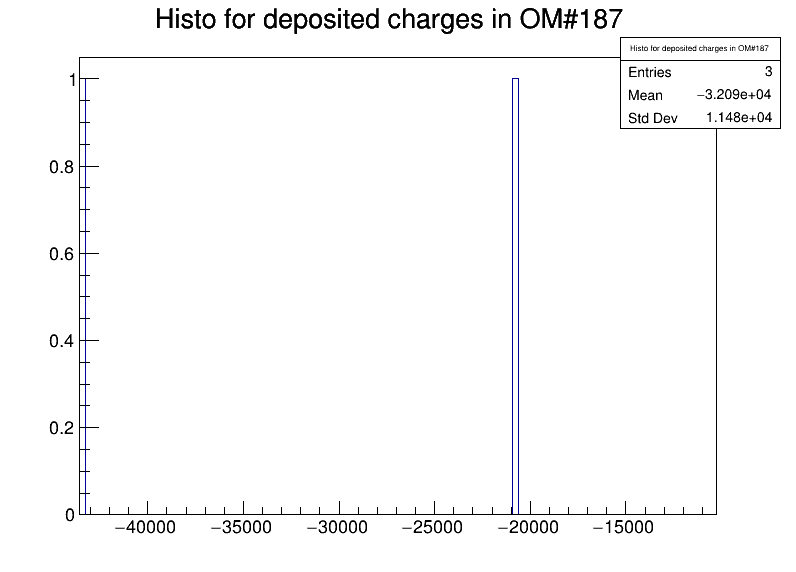 Histo for deposited charges in OM#187
Histo for deposited charges in OM#187
Entries 3
Mean −3.209e+04
Std Dev 1.148e+04
1
0.8
0.6
0.4
0.2
0
−40000 −35000 −30000 −25000 −20000 −15000